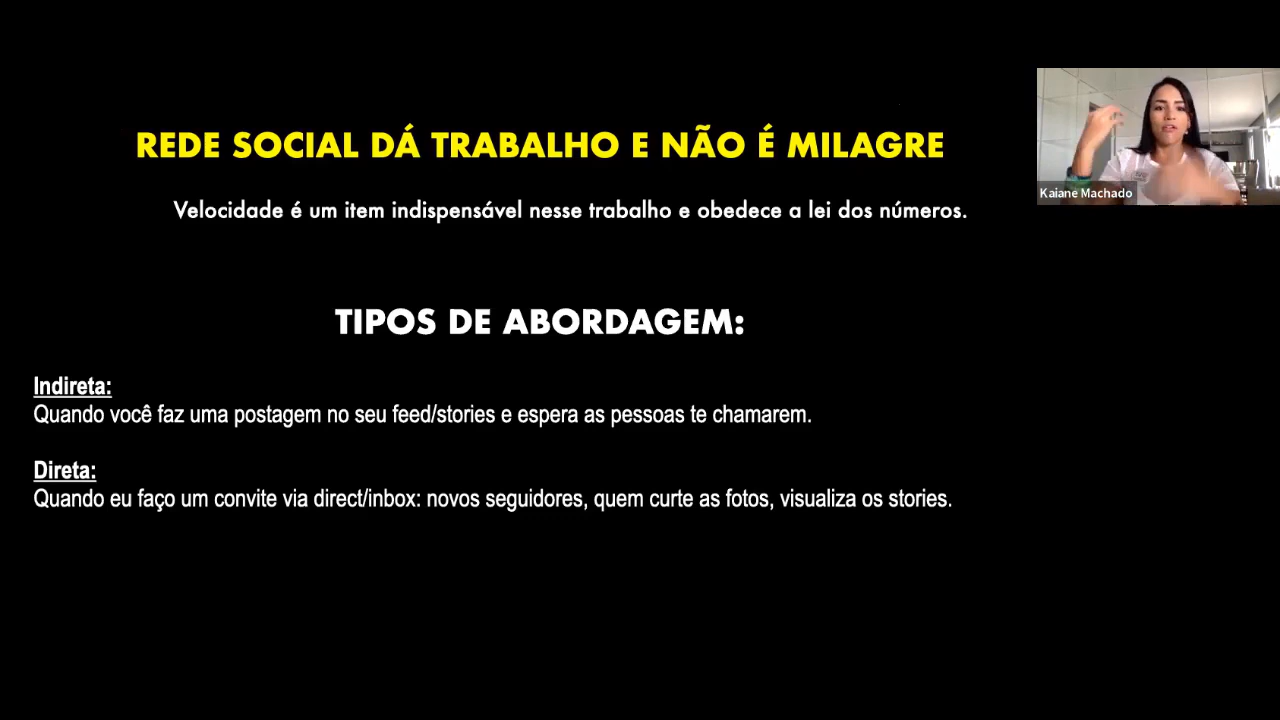 REDE SOCIAL DÁ TRABALHO E NÃO É MILAGRE
Kaiane Machado
Velocidade é um item indispensável nesse trabalho e obedece a lei dos números.
TIPOS DE ABORDAGEM:
Indireta:
Quando você faz uma postagem no seu feed/stories e espera as pessoas te chamarem.
Direta:
Quando eu faço um convite via direct/inbox: novos seguidores, quem curte as fotos, visualiza os stories.